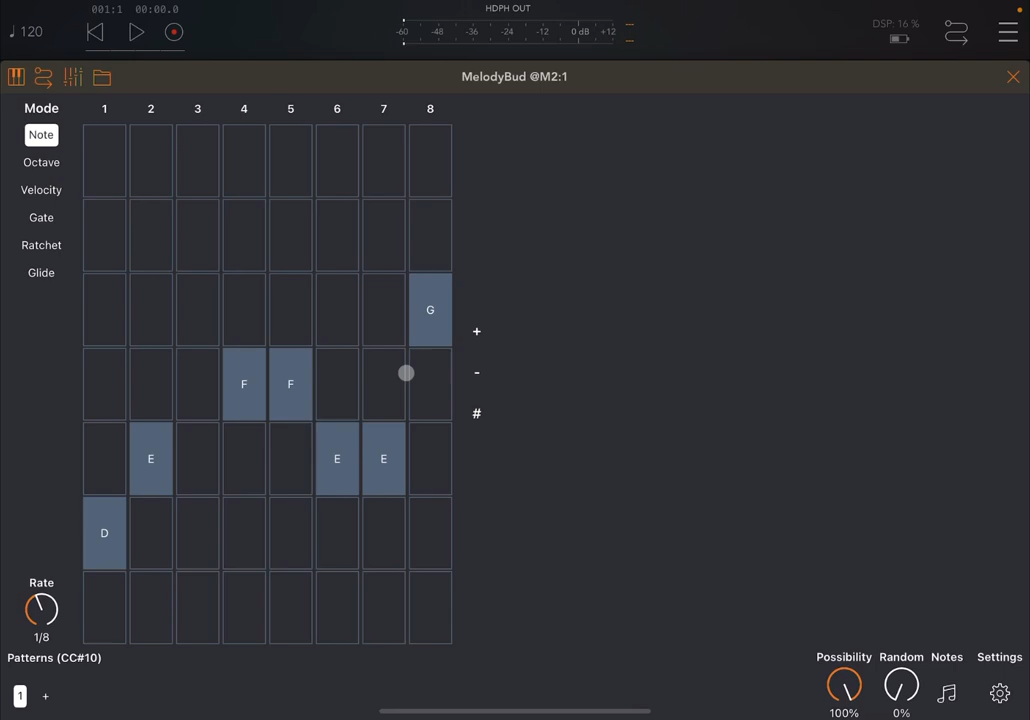 001:1 00:00.0
HDPH OUT
♩ 120
-60 -48 -36 -24 -12 0 dB +12
DSP: 16 %
MelodyBud @M2:1
Mode 1 2 3 4 5 6 7 8
Note
Octave
Velocity
Gate
Ratchet
Glide
G
+
-
F F
#
E E E
D
Rate
1/8
Patterns (CC#10)
1 +
Possibility Random Notes Settings
100% 0%